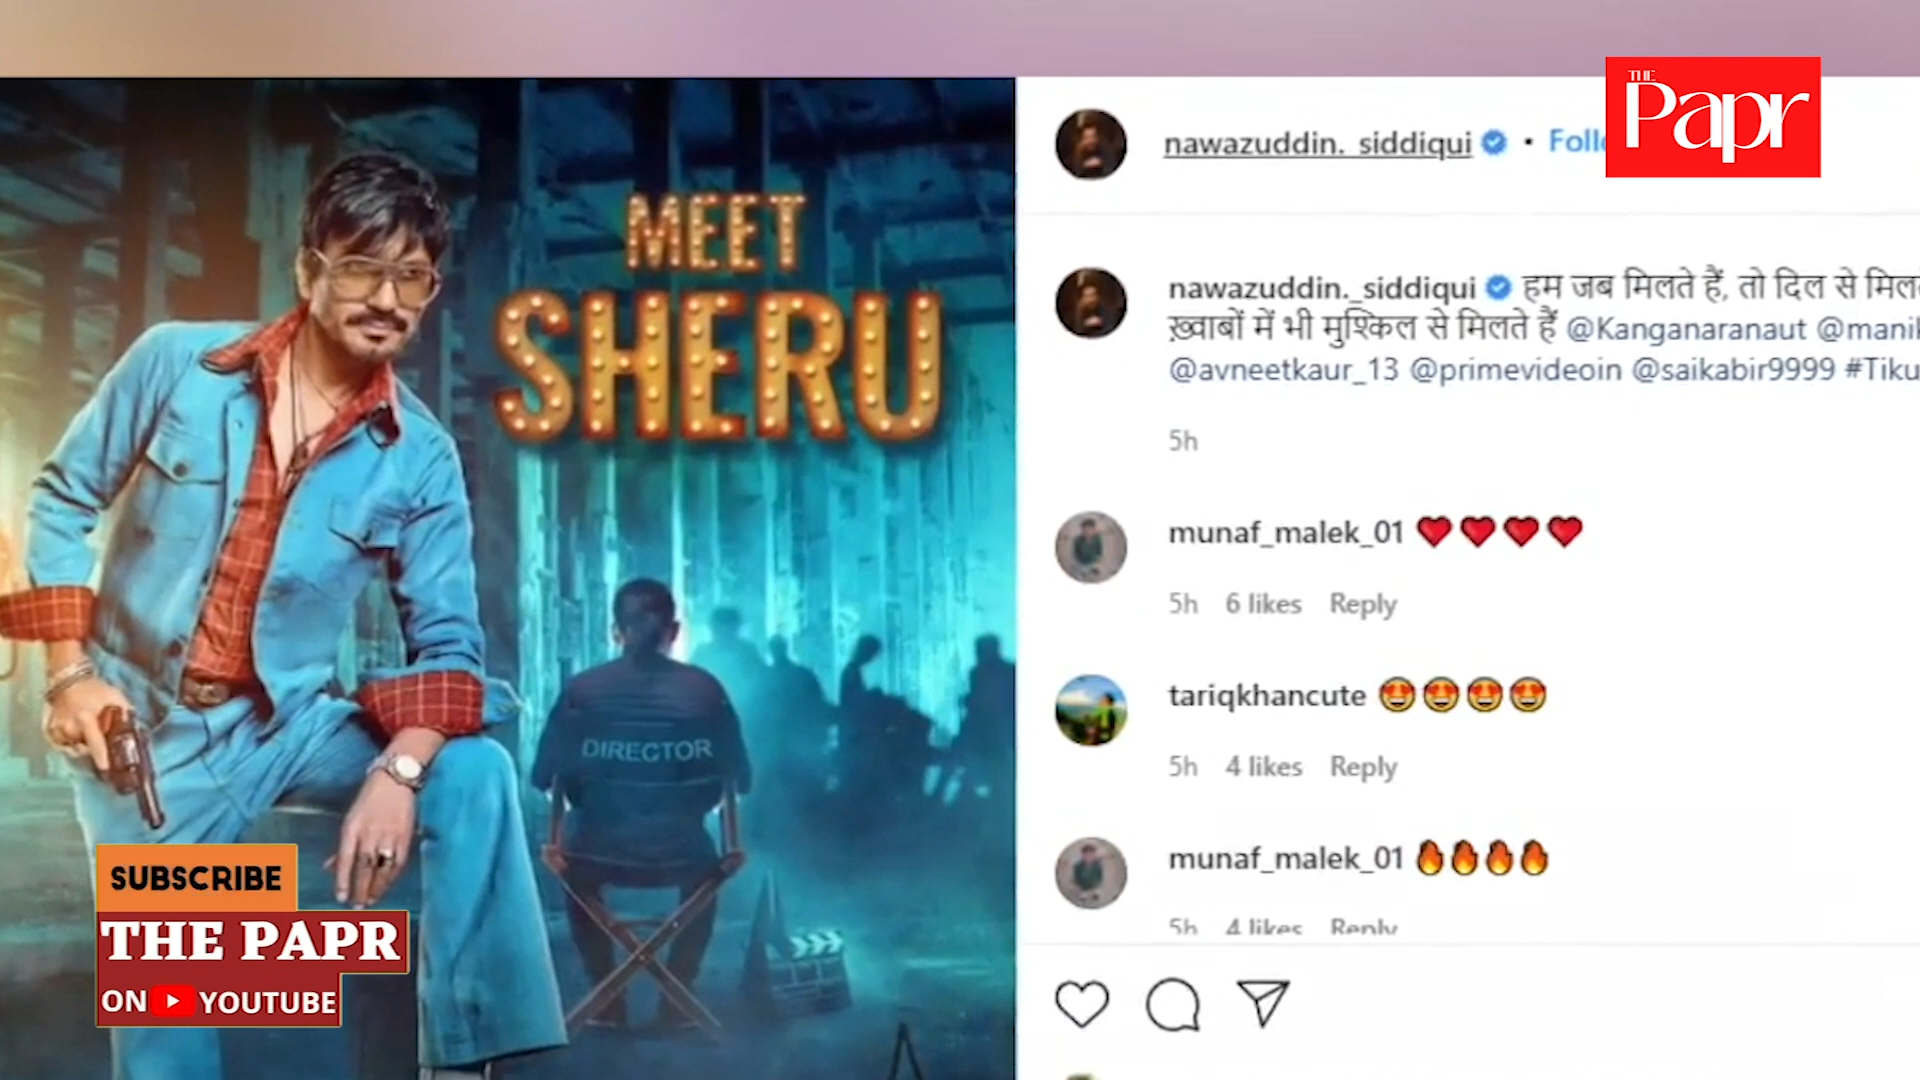 THE
Papr
MEET
SHERU
DIRECTOR
SUBSCRIBE
THE PAPR
ON YOUTUBE
nawazuddin._siddiqui •
nawazuddin._siddiqui हम जब मिलते हैं, तो दिल से
ख़्वाबों में भी मुश्किल से मिलते हैं @Kanganaranaut
@avneetkaur_13 @primevideoin @saikabir9999 #Tiku
5h
munaf_malek_01 ❤❤❤❤
5h 6 likes Reply
tariqkhancute 😍😍😍😍
5h 4 likes Reply
munaf_malek_01 🔥🔥🔥🔥
5h 4 likes Reply